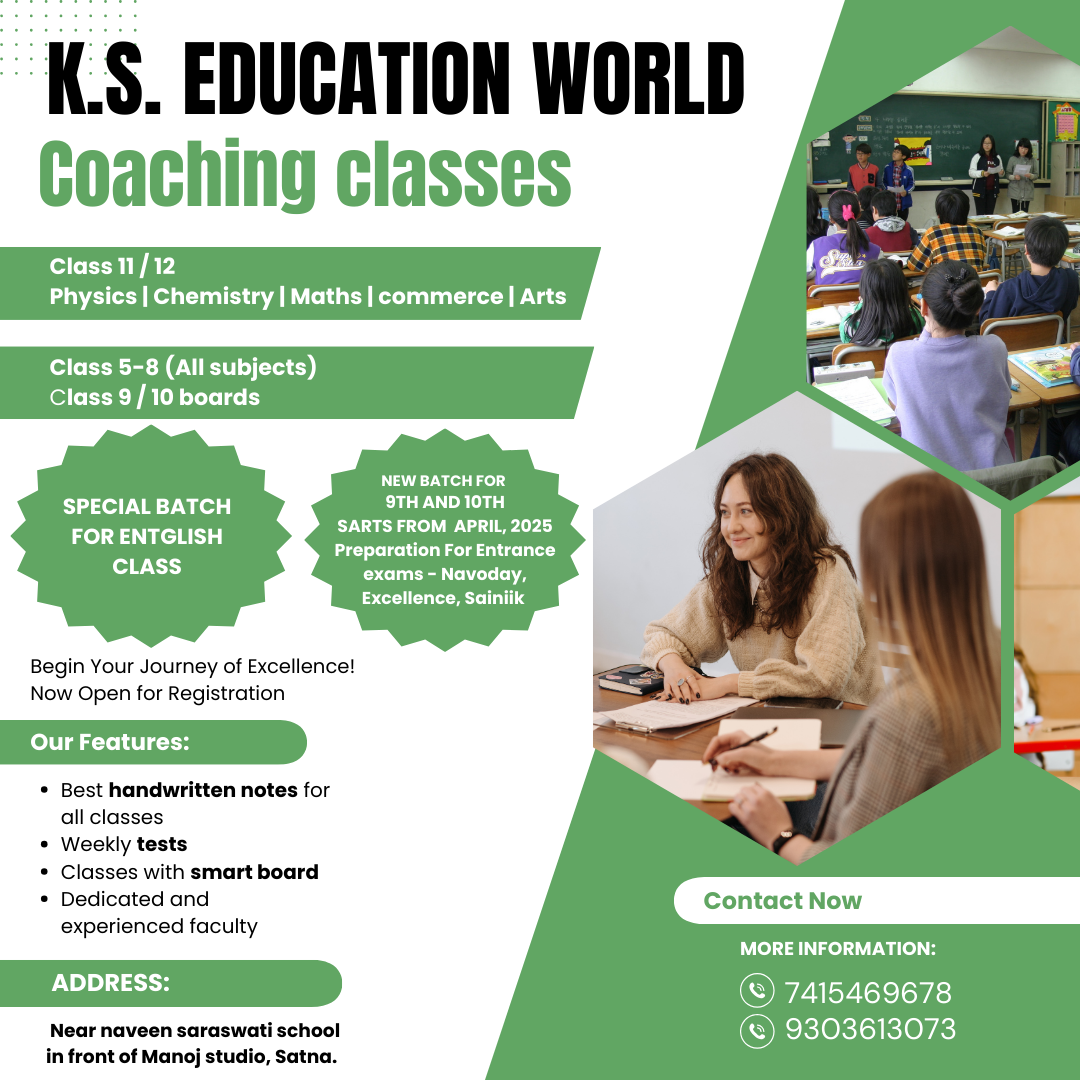 K.S. EDUCATION WORLD
Coaching classes
Class 11 / 12
Physics | Chemistry | Maths | commerce | Arts
Class 5-8 (All subjects)
Class 9 / 10 boards
SPECIAL BATCH
FOR ENTGLISH
CLASS
NEW BATCH FOR
9TH AND 10TH
SARTS FROM APRIL, 2025
Preparation For Entrance
exams - Navoday,
Excellence, Sainiik
Begin Your Journey of Excellence!
Now Open for Registration
Our Features:
• Best handwritten notes for
all classes
• Weekly tests
• Classes with smart board
• Dedicated and
experienced faculty
ADDRESS:
Near naveen saraswati school
in front of Manoj studio, Satna.
Contact Now
MORE INFORMATION:
7415469678
9303613073